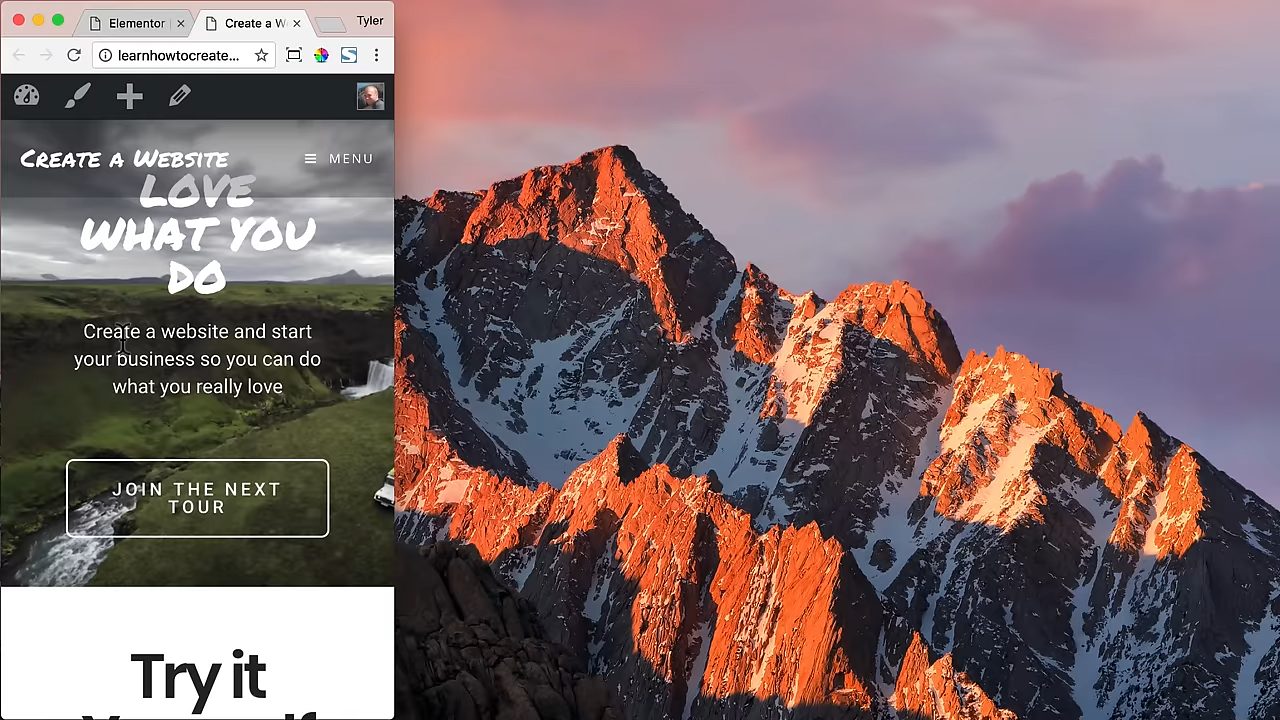 Elementor
Create a W
Tyler
learnhowtocreate...
Create a Website
MENU
LOVE
WHAT YOU
DO
Create a website and start
your business so you can do
what you really love
JOIN THE NEXT
TOUR
Try it